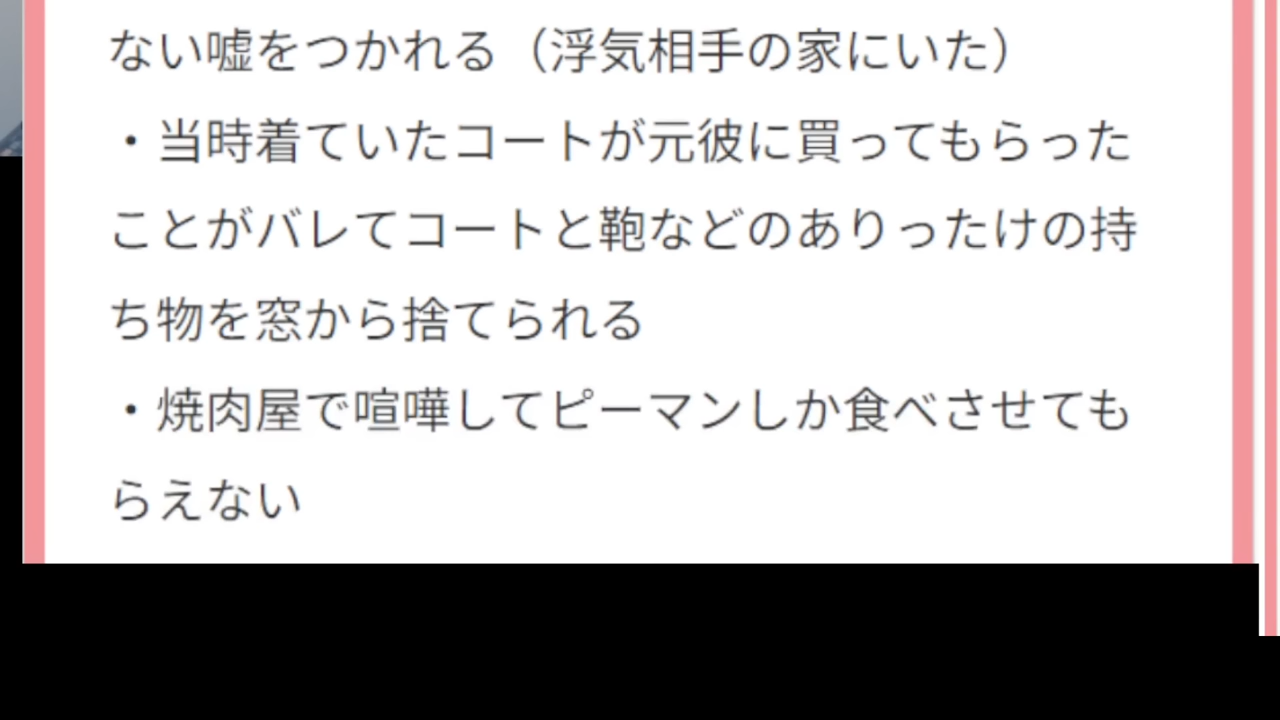 ない嘘をつかれる（浮気相手の家にいた）
・当時着ていたコートが元彼に買ってもらった
ことがバレてコートと鞄などのありったけの持
ち物を窓から捨てられる
・焼肉屋で喧嘩してピーマンしか食べさせても
らえない